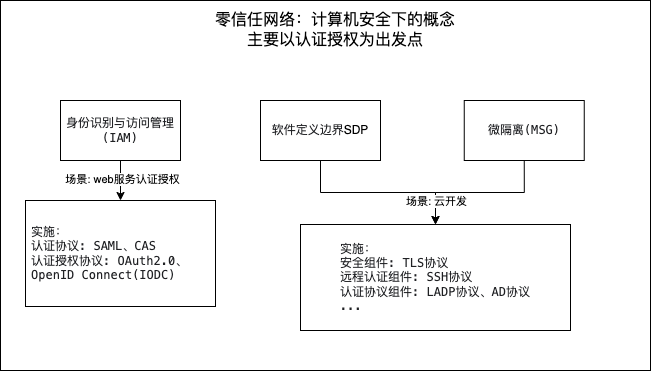 零信任网络：计算机安全下的概念
主要以认证授权为出发点
身份识别与访问管理
(IAM)
软件定义边界SDP
微隔离(MSG)
场景: web服务认证授权
场景: 云开发
实施:
认证协议: SAML、CAS
认证授权协议: OAuth2.0、
OpenID Connect(IODC)
实施:
安全组件: TLS协议
远程认证组件: SSH协议
认证协议组件: LADP协议、AD协议
...